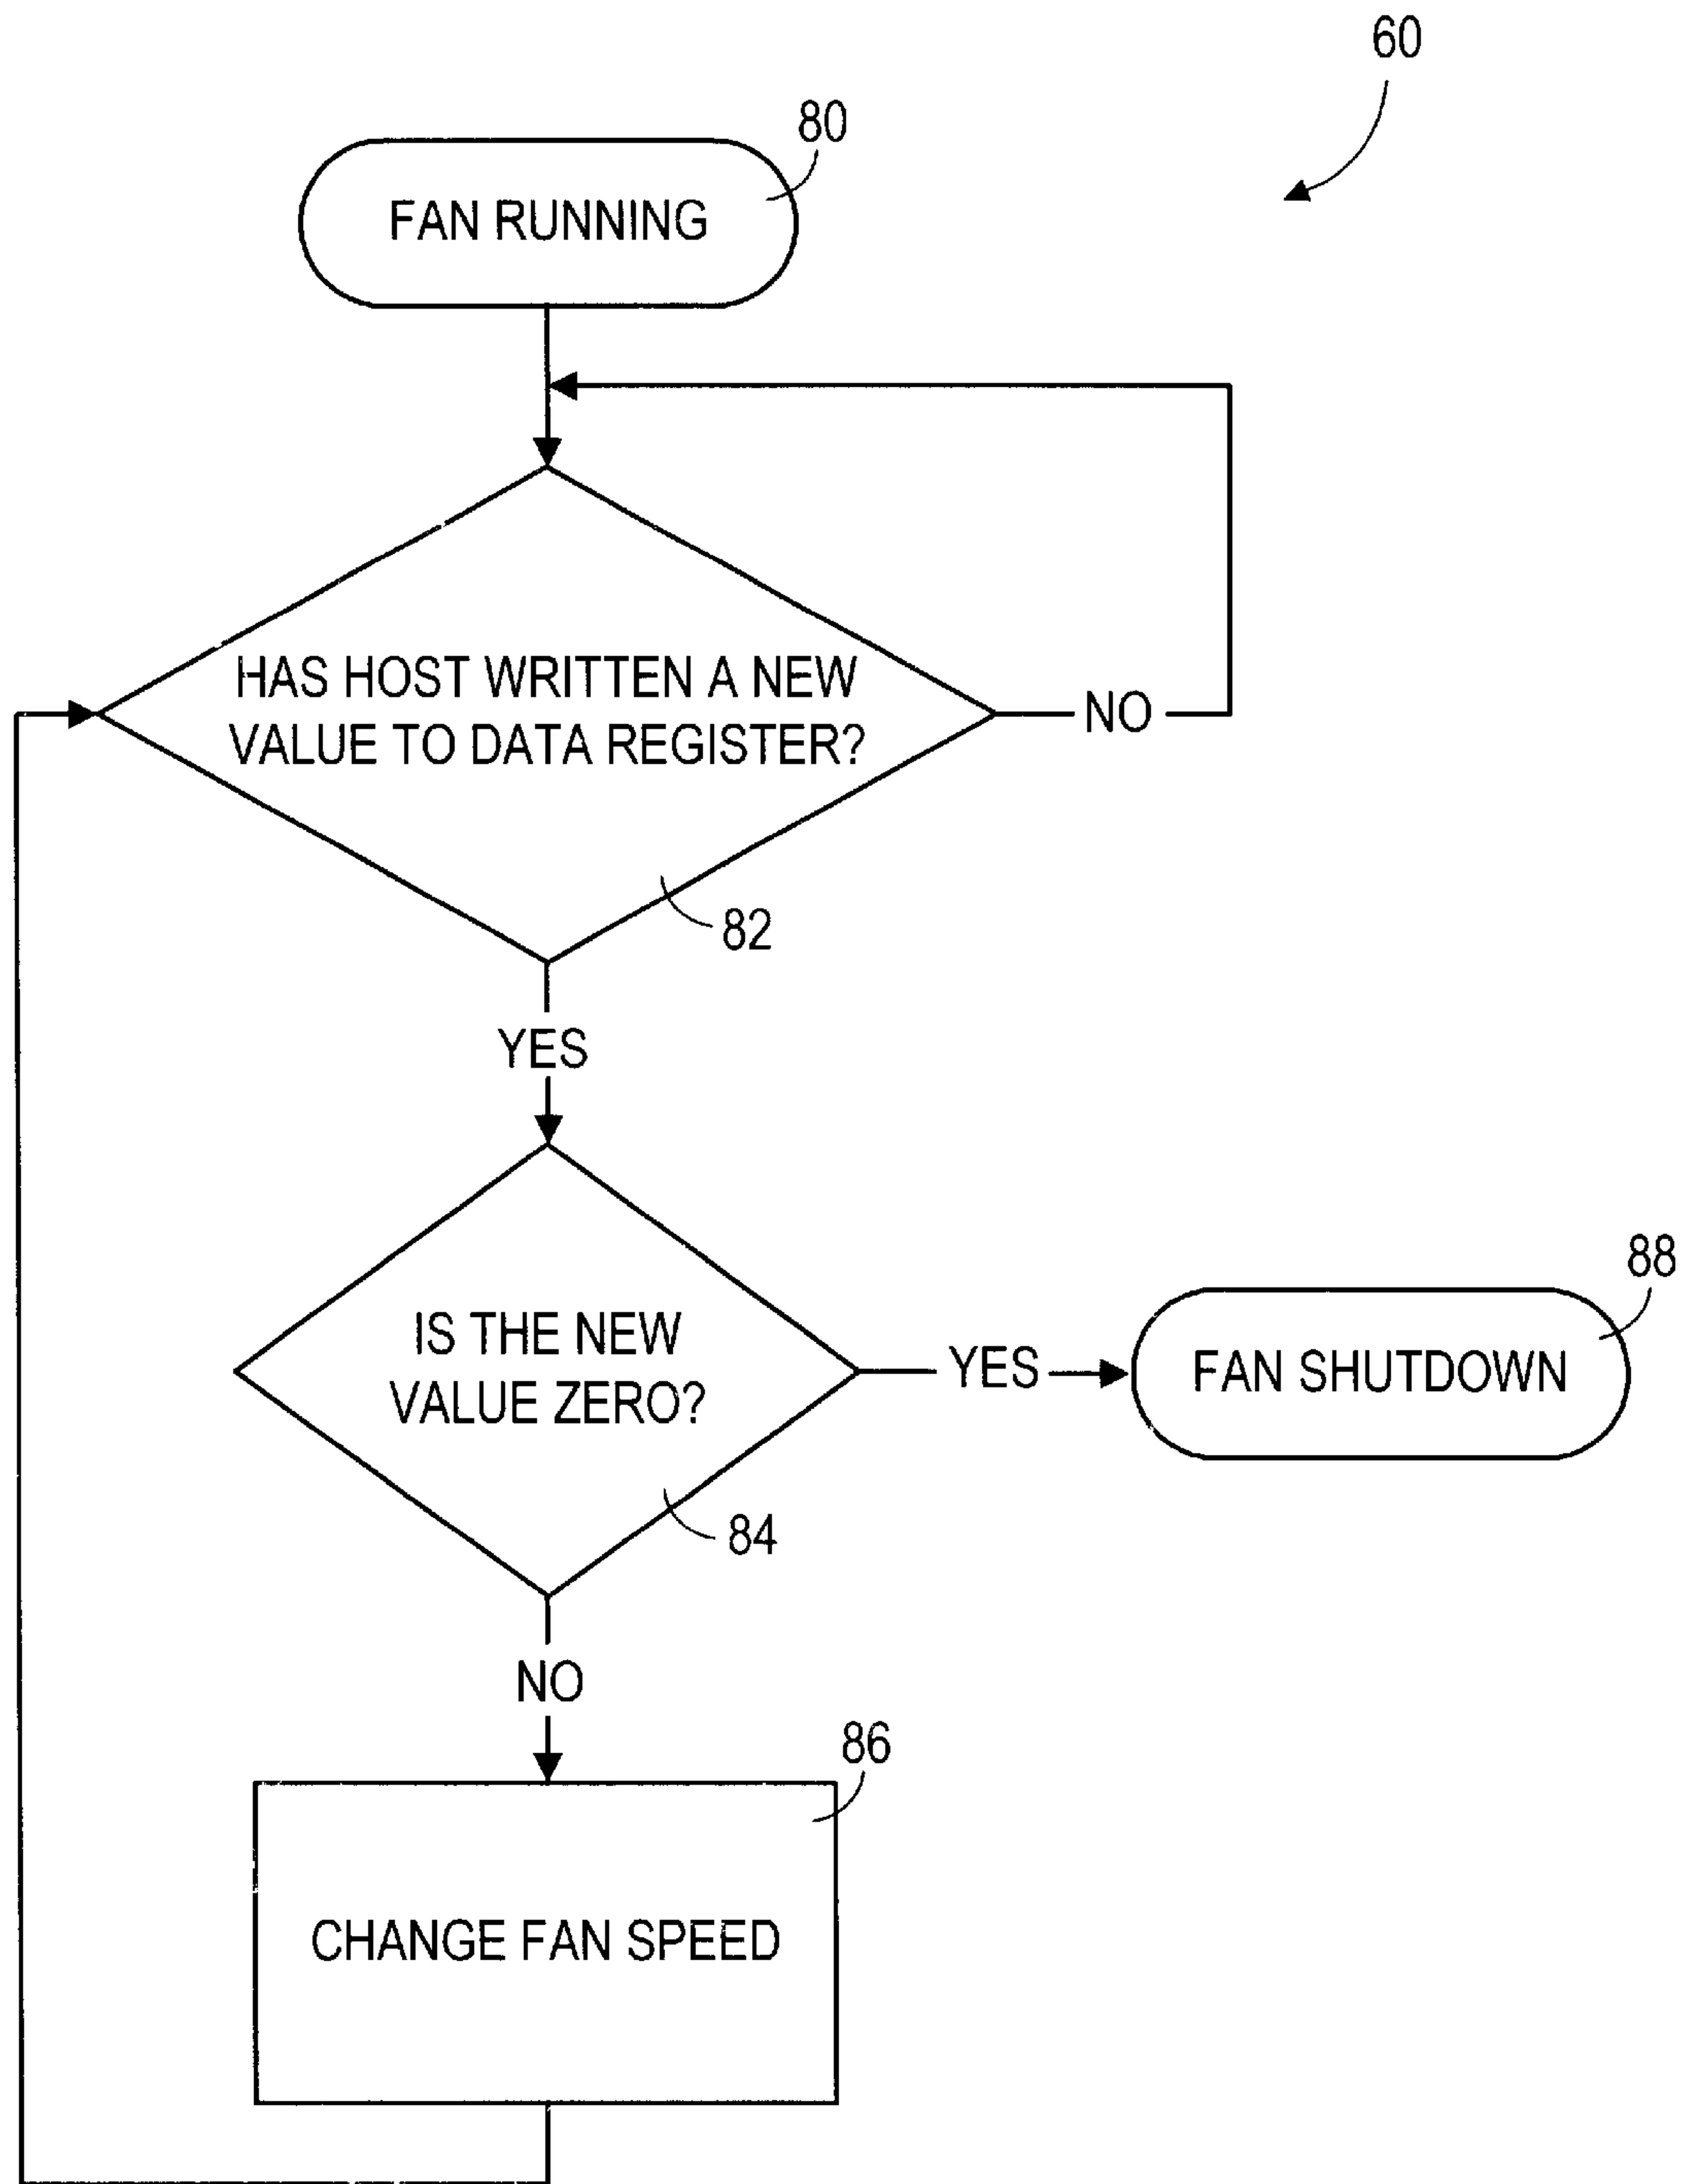 60
80
FAN RUNNING
HAS HOST WRITTEN A NEW
VALUE TO DATA REGISTER?
NO
82
YES
IS THE NEW
VALUE ZERO?
YES
88
FAN SHUTDOWN
84
NO
86
CHANGE FAN SPEED